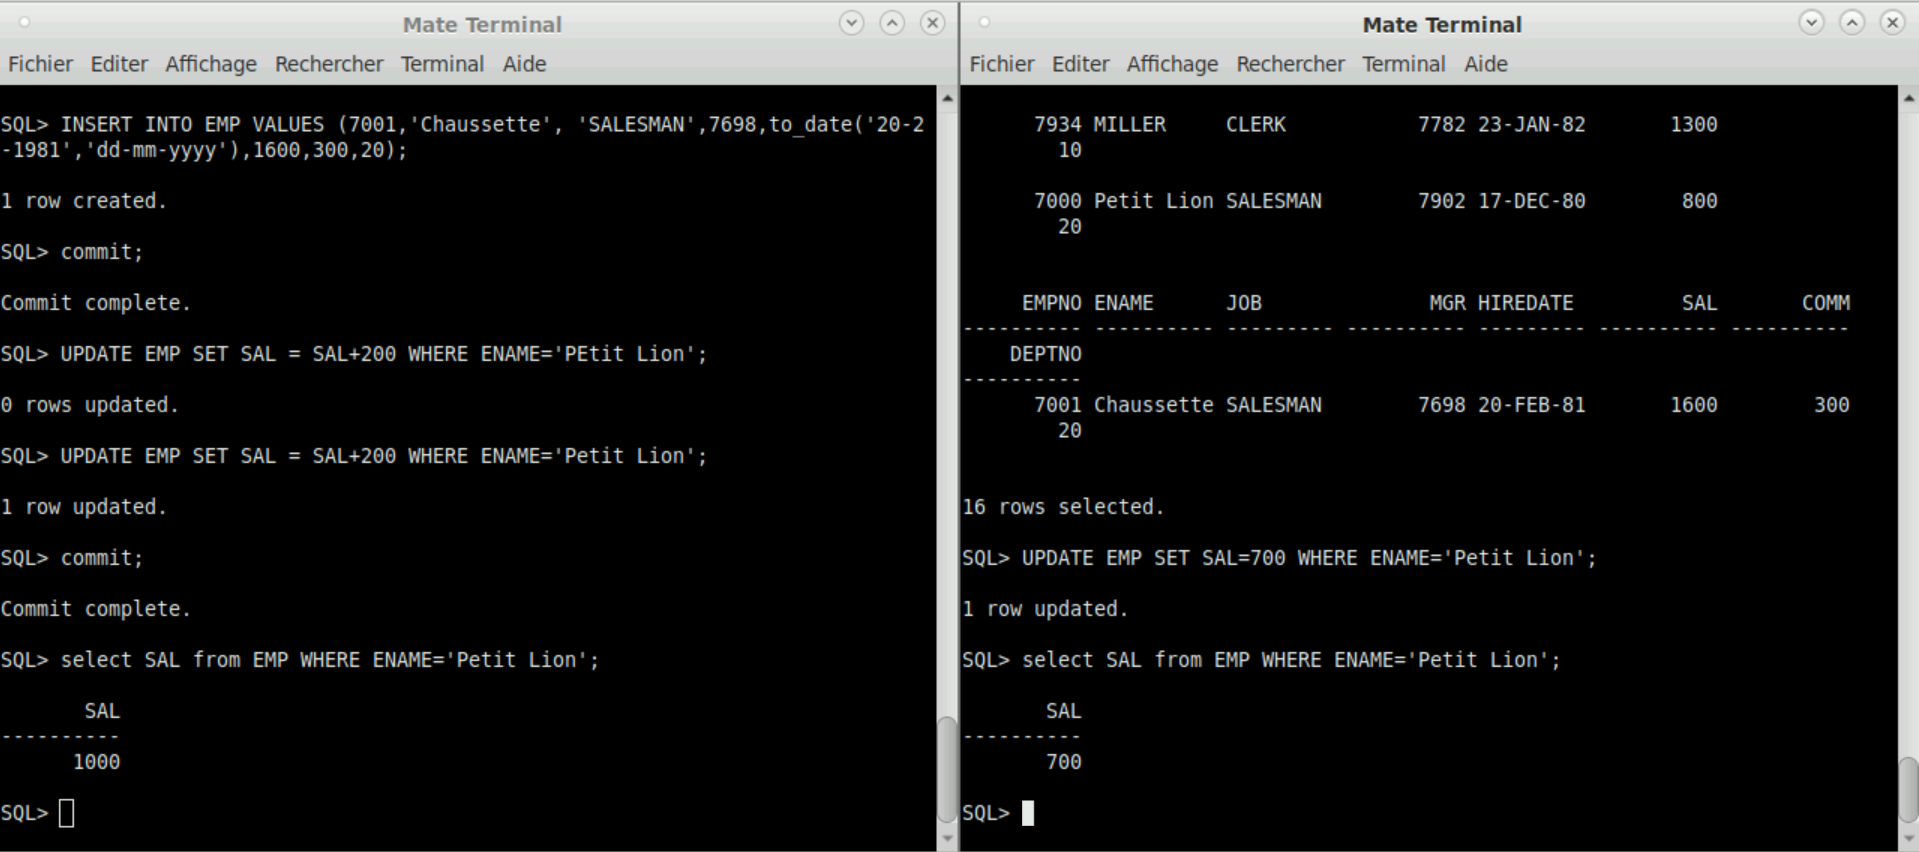 Mate Terminal
Fichier Editer Affichage Rechercher Terminal Aide
SQL> INSERT INTO EMP VALUES (7001,'Chaussette', 'SALESMAN',7698,to_date('20-2
-1981','dd-mm-yyyy'),1600,300,20);
1 row created.
SQL> commit;
Commit complete.
SQL> UPDATE EMP SET SAL = SAL+200 WHERE ENAME='PEtit Lion';
0 rows updated.
SQL> UPDATE EMP SET SAL = SAL+200 WHERE ENAME='Petit Lion';
1 row updated.
SQL> commit;
Commit complete.
SQL> select SAL from EMP WHERE ENAME='Petit Lion';
SAL
----------
1000
SQL>
Mate Terminal
Fichier Editer Affichage Rechercher Terminal Aide
7934 MILLER CLERK 7782 23-JAN-82 1300
10
7000 Petit Lion SALESMAN 7902 17-DEC-80 800
20
EMPNO ENAME JOB MGR HIREDATE SAL COMM
---------- ---------- --------- ---------- --------- ---------- ----------
DEPTNO
----------
7001 Chaussette SALESMAN 7698 20-FEB-81 1600 300
20
16 rows selected.
SQL> UPDATE EMP SET SAL=700 WHERE ENAME='Petit Lion';
1 row updated.
SQL> select SAL from EMP WHERE ENAME='Petit Lion';
SAL
----------
700
SQL>